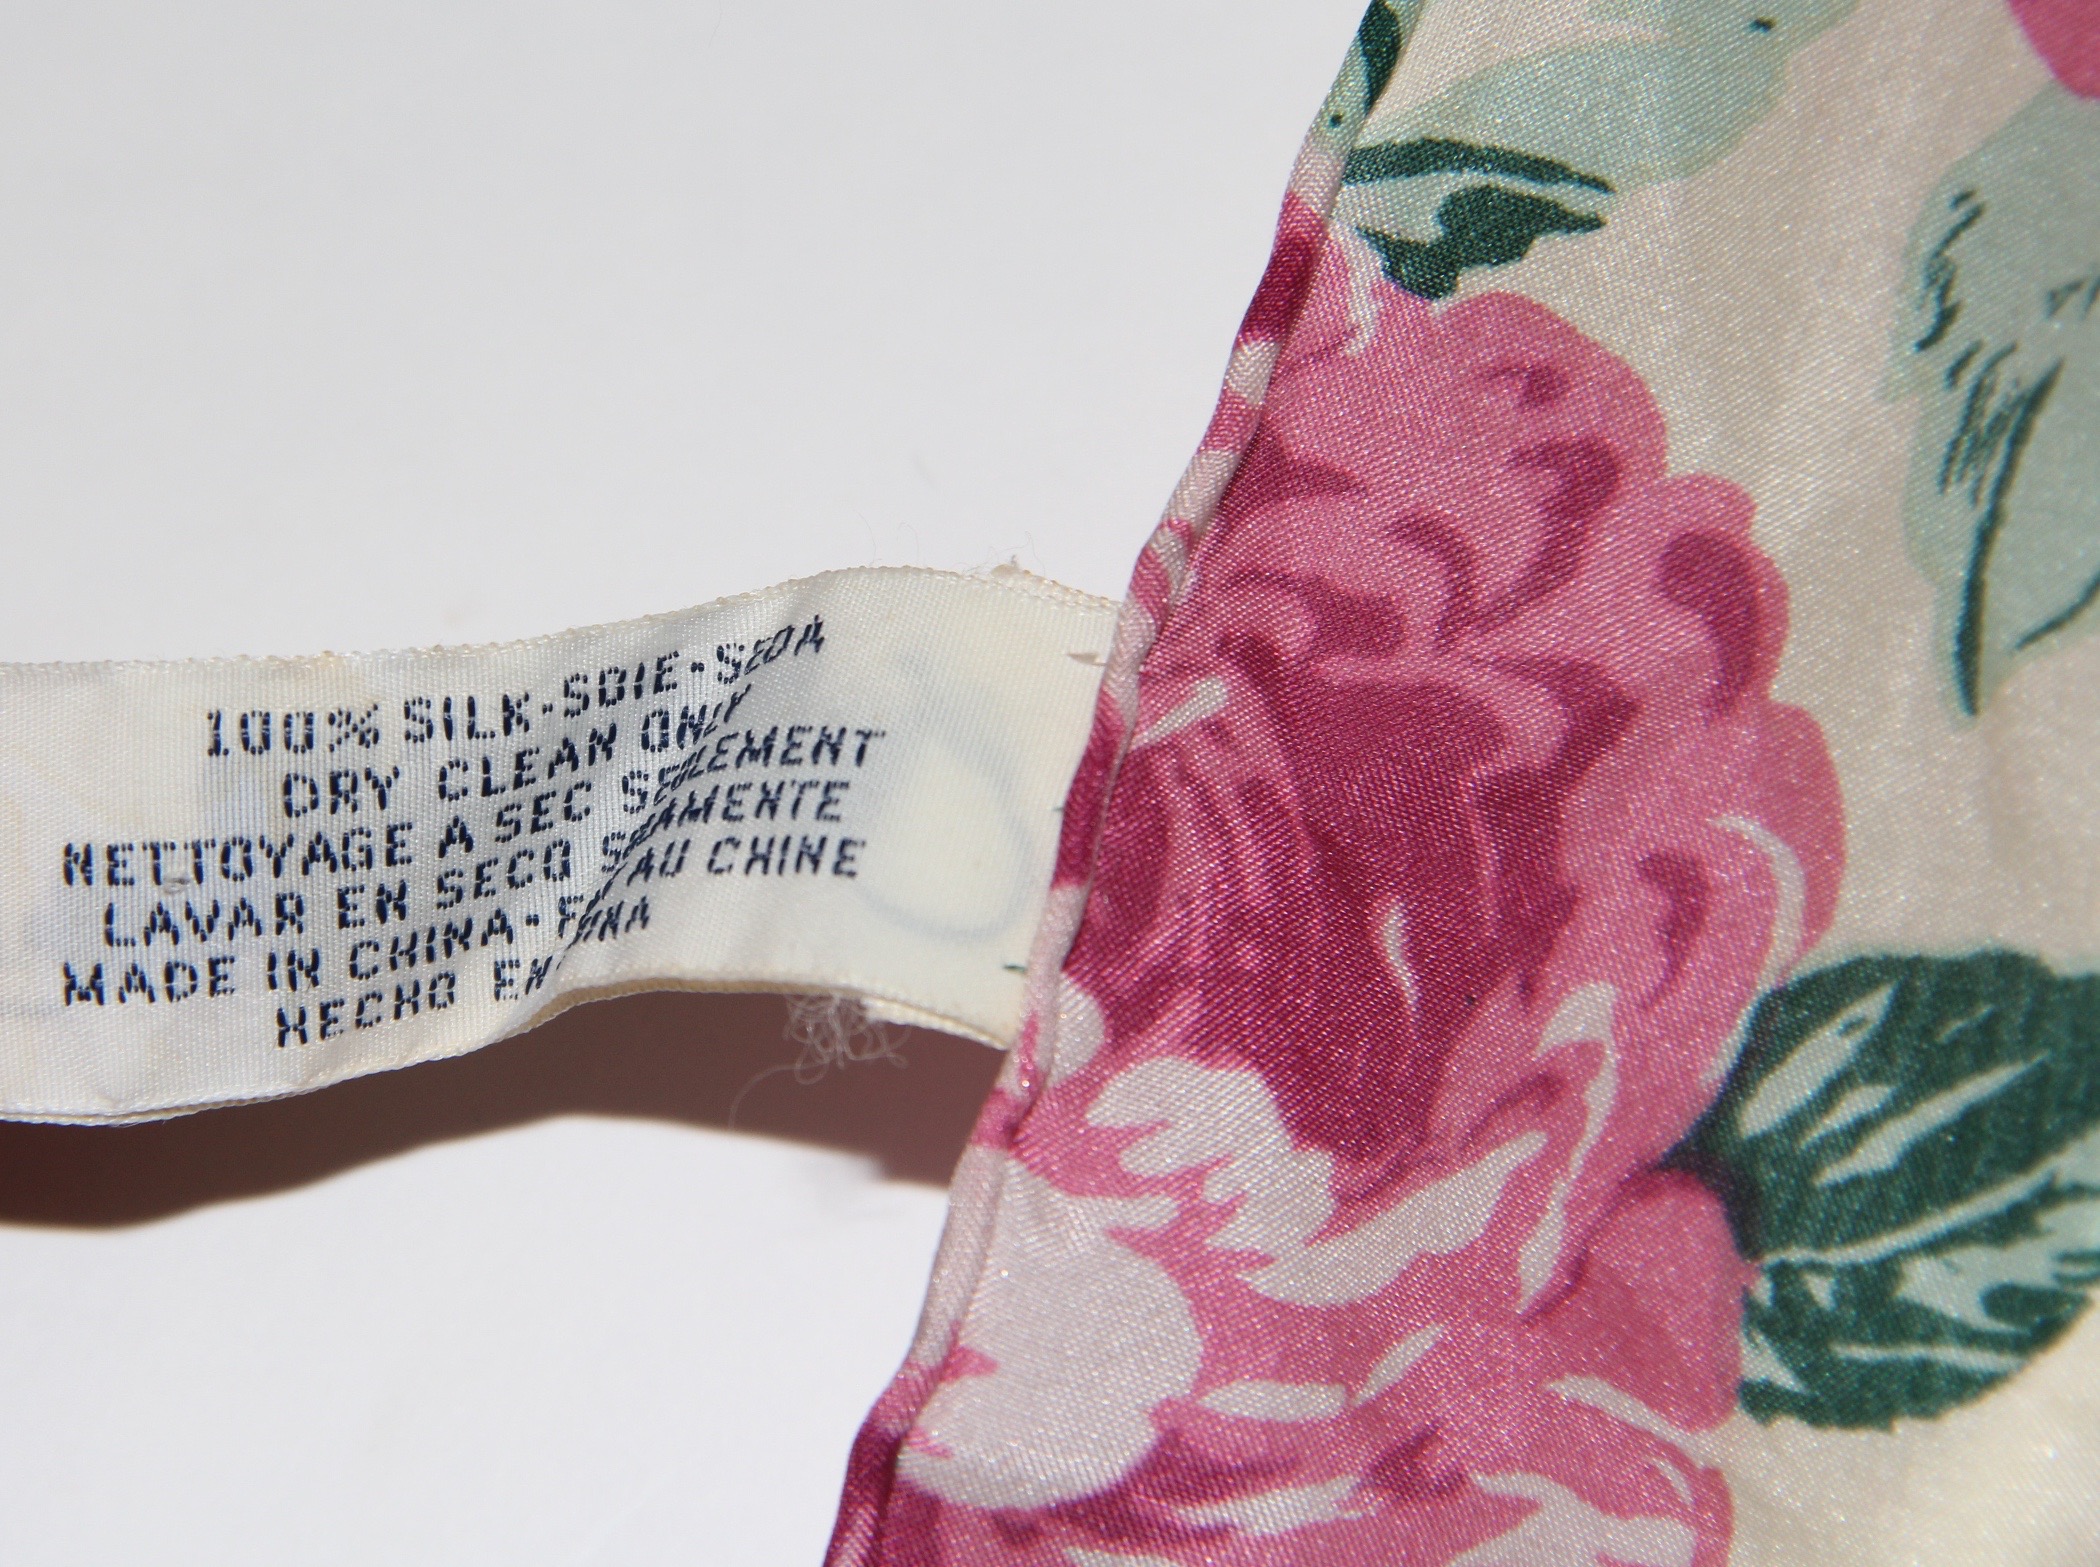 100% SILK-SOIE-SEDA
DRY CLEAN ONLY
NETTOYAGE A SEC SEULEMENT
LAVAR EN SECO SOLAMENTE
MADE IN CHINA- AU CHINE
HECHO EN CHINA